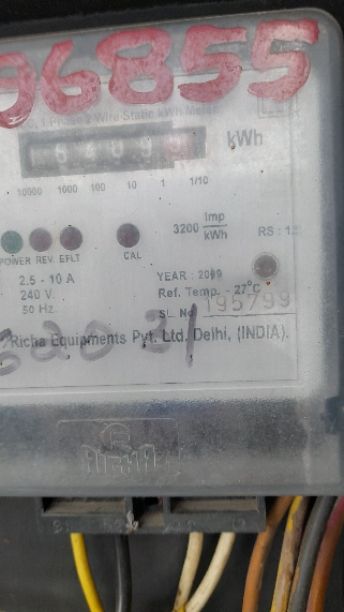 96855
1 Phase 2 Wire Static kWh Meter
kWh
10000 1000 100 10 1 1/10
3200 Imp/kWh
RS : 12
POWER REV. EFLT CAL
2.5 - 10 A
240 V.
50 Hz.
YEAR : 2009
Ref. Temp. - 27°C
SL. No 195799
Richa Equipments Pvt. Ltd. Delhi, (INDIA).